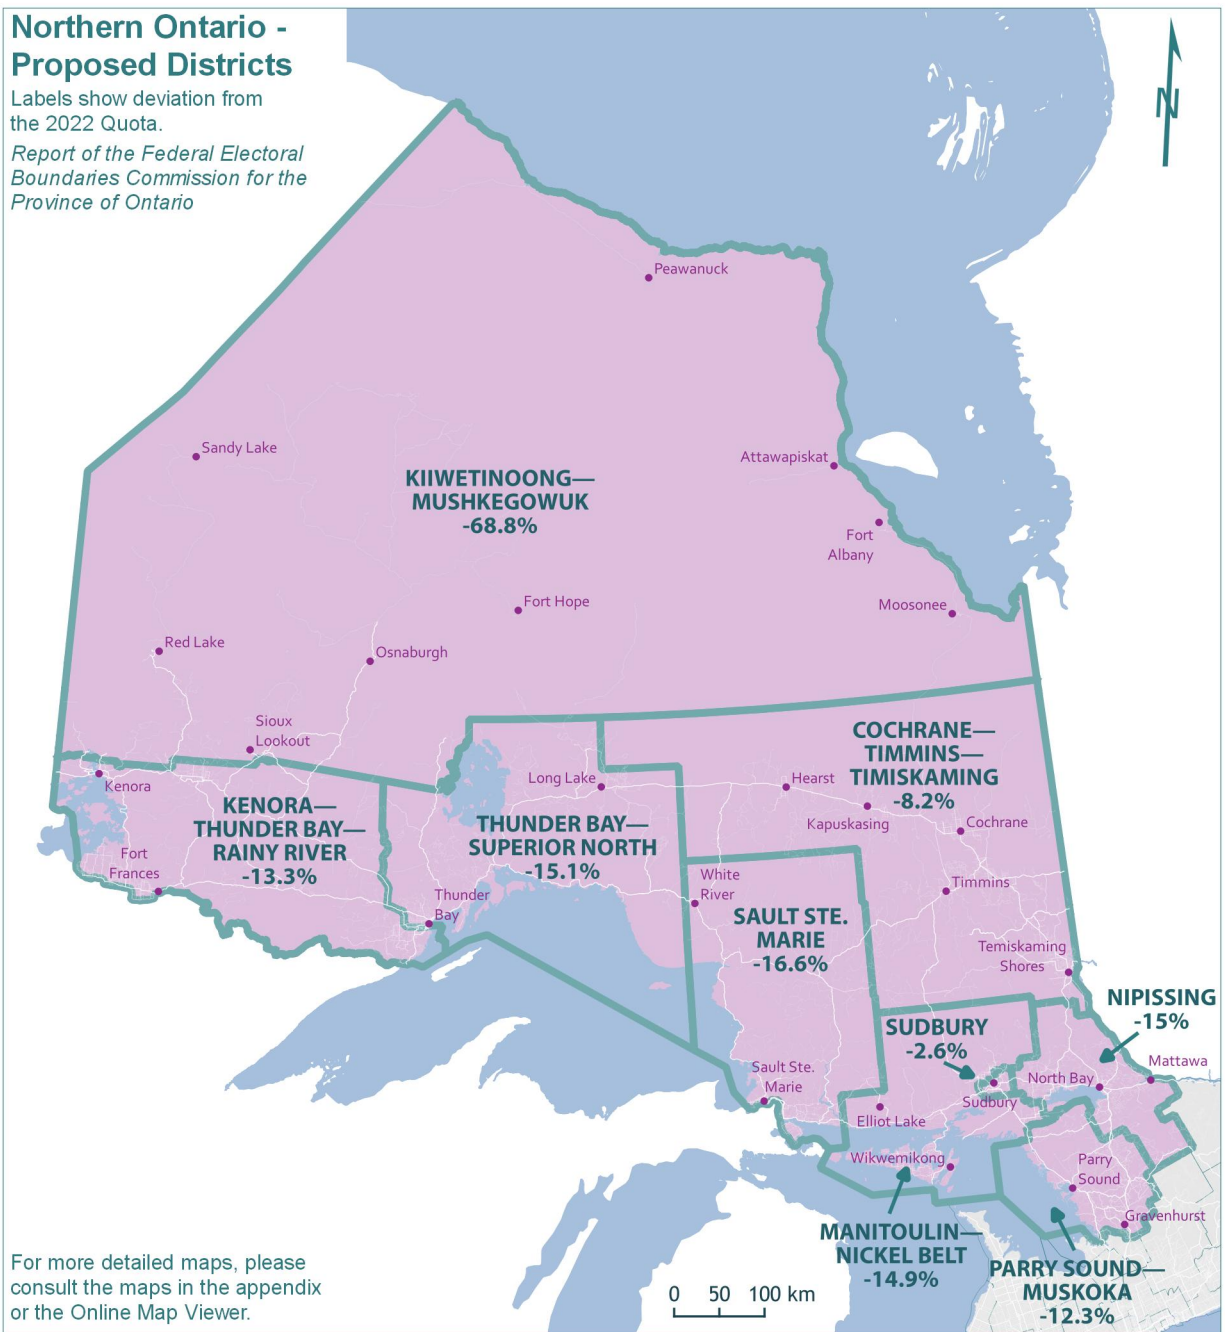 Northern Ontario -
Proposed Districts
Labels show deviation from
the 2022 Quota.
Report of the Federal Electoral
Boundaries Commission for the
Province of Ontario
N
Peawanuck
Sandy Lake
Attawapiskat
KIIWETINOONG—
MUSHKEGOWUK
-68.8%
Fort
Albany
Fort Hope
Moosonee
Red Lake
Osnaburgh
Sioux
Lookout
COCHRANE—
TIMMINS—
TIMISKAMING
-8.2%
Kenora
Long Lake
Hearst
Kapuskasing
Cochrane
KENORA—
THUNDER BAY—
RAINY RIVER
-13.3%
THUNDER BAY—
SUPERIOR NORTH
-15.1%
Fort
Frances
White
River
Timmins
Thunder
Bay
SAULT STE.
MARIE
-16.6%
Temiskaming
Shores
NIPISSING
-15%
SUDBURY
-2.6%
Mattawa
Sault Ste.
Marie
North Bay
Sudbury
Elliot Lake
Wikwemikong
Parry
Sound
Gravenhurst
MANITOULIN—
NICKEL BELT
-14.9%
PARRY SOUND—
MUSKOKA
-12.3%
For more detailed maps, please
consult the maps in the appendix
or the Online Map Viewer.
0 50 100 km